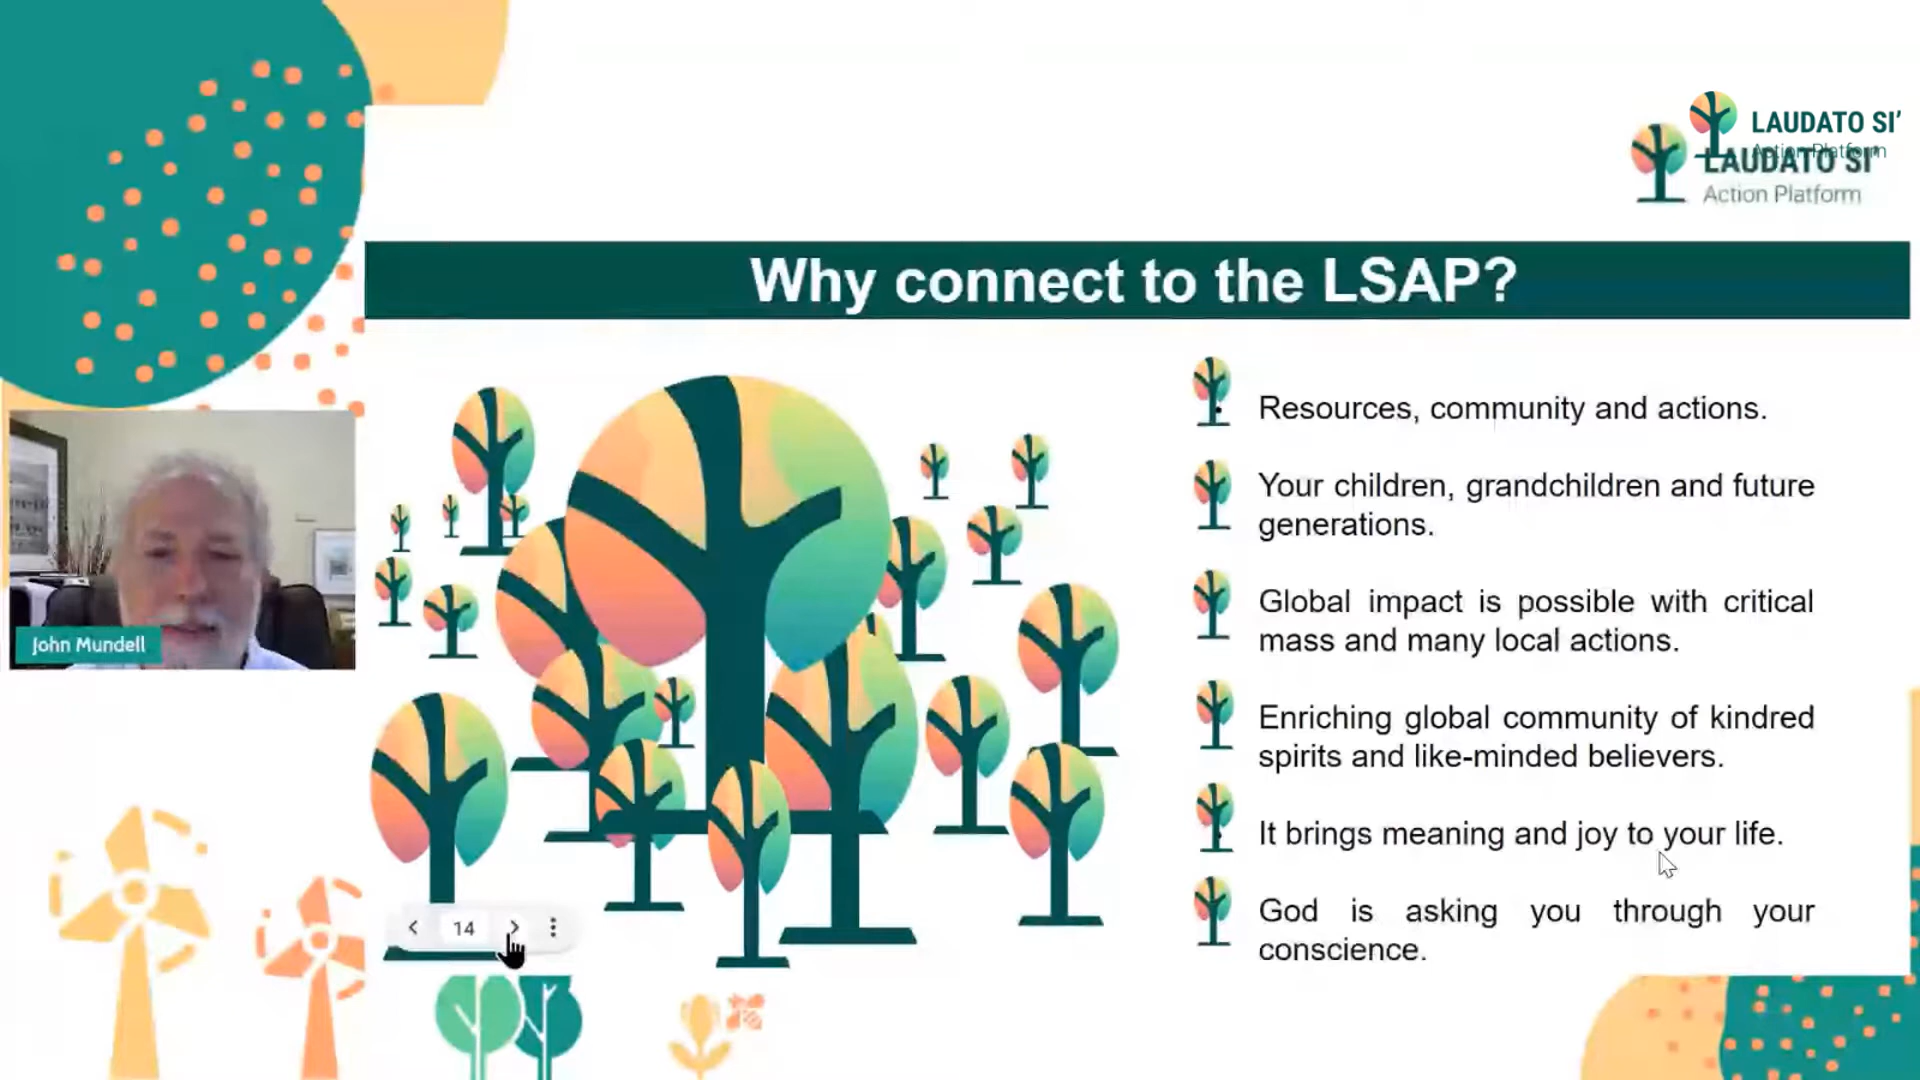 LAUDATO SI’
Action Platform
LAUDATO SI’
Action Platform
Why connect to the LSAP?
Resources, community and actions.
Your children, grandchildren and future
generations.
Global impact is possible with critical
mass and many local actions.
Enriching global community of kindred
spirits and like-minded believers.
It brings meaning and joy to your life.
God is asking you through your
conscience.
John Mundell
14